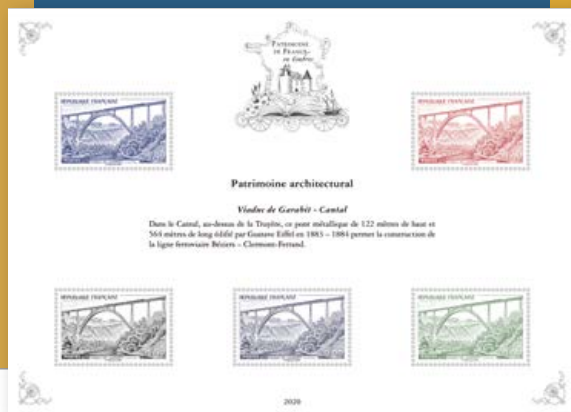 PATRIMOINE
DE FRANCE
en timbres
RÉPUBLIQUE FRANÇAISE
RÉPUBLIQUE FRANÇAISE
Patrimoine architectural
Viaduc de Garabit - Cantal
Dans le Cantal, au-dessus de la Truyère, ce pont métallique de 122 mètres de haut et
564 mètres de long édifié par Gustave Eiffel en 1883 – 1884 permet la construction de
la ligne ferroviaire Béziers – Clermont-Ferrand.
RÉPUBLIQUE FRANÇAISE
RÉPUBLIQUE FRANÇAISE
RÉPUBLIQUE FRANÇAISE
2020